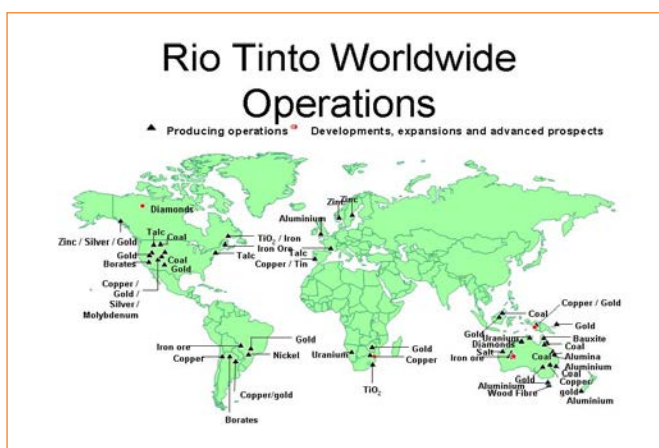 Rio Tinto Worldwide
Operations
Producing operations Developments, expansions and advanced prospects
Diamonds
Zinc / Silver / Gold
Talc
Coal
Gold
Borates
Coal
Gold
Copper /
Gold /
Silver /
Molybdenum
TiO2 / Iron
Iron Ore
Talc
Zinc
Zinc
Aluminium
Talc
Copper / Tin
Iron ore
Gold
Copper
Nickel
Copper/gold
Borates
Uranium
Gold
Copper
TiO2
Coal
Copper / Gold
Gold
Gold
Uranium
Bauxite
Diamonds
Coal
Salt
Iron ore
Coal
Alumina
Aluminium
Coal
Gold
Copper/
gold
Aluminium
Wood Fibre
Aluminium